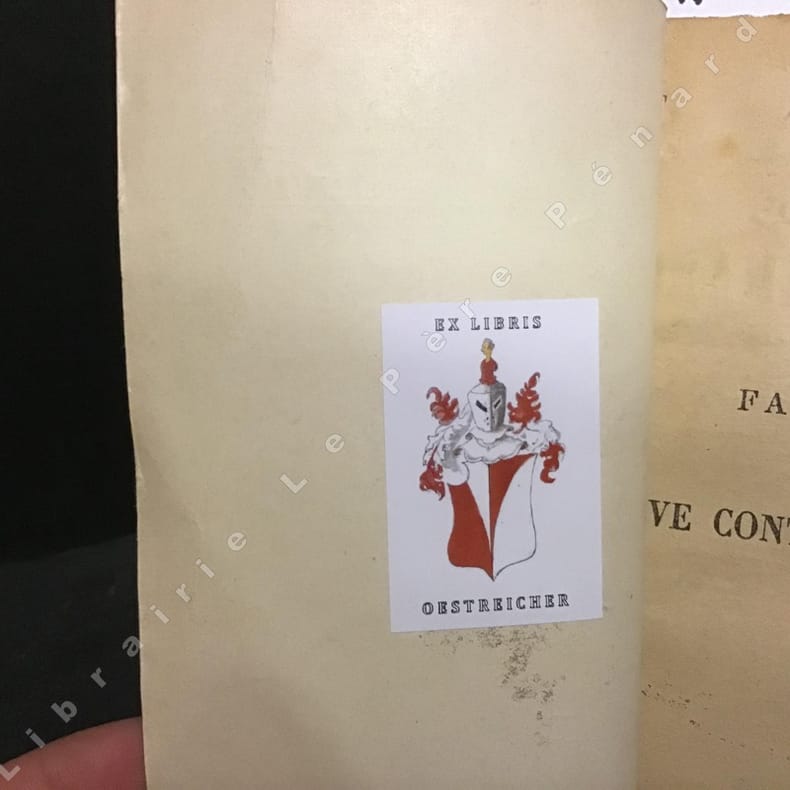 EX LIBRIS
OESTREICHER
FA
VE CONT
Librairie Le Père Pénard